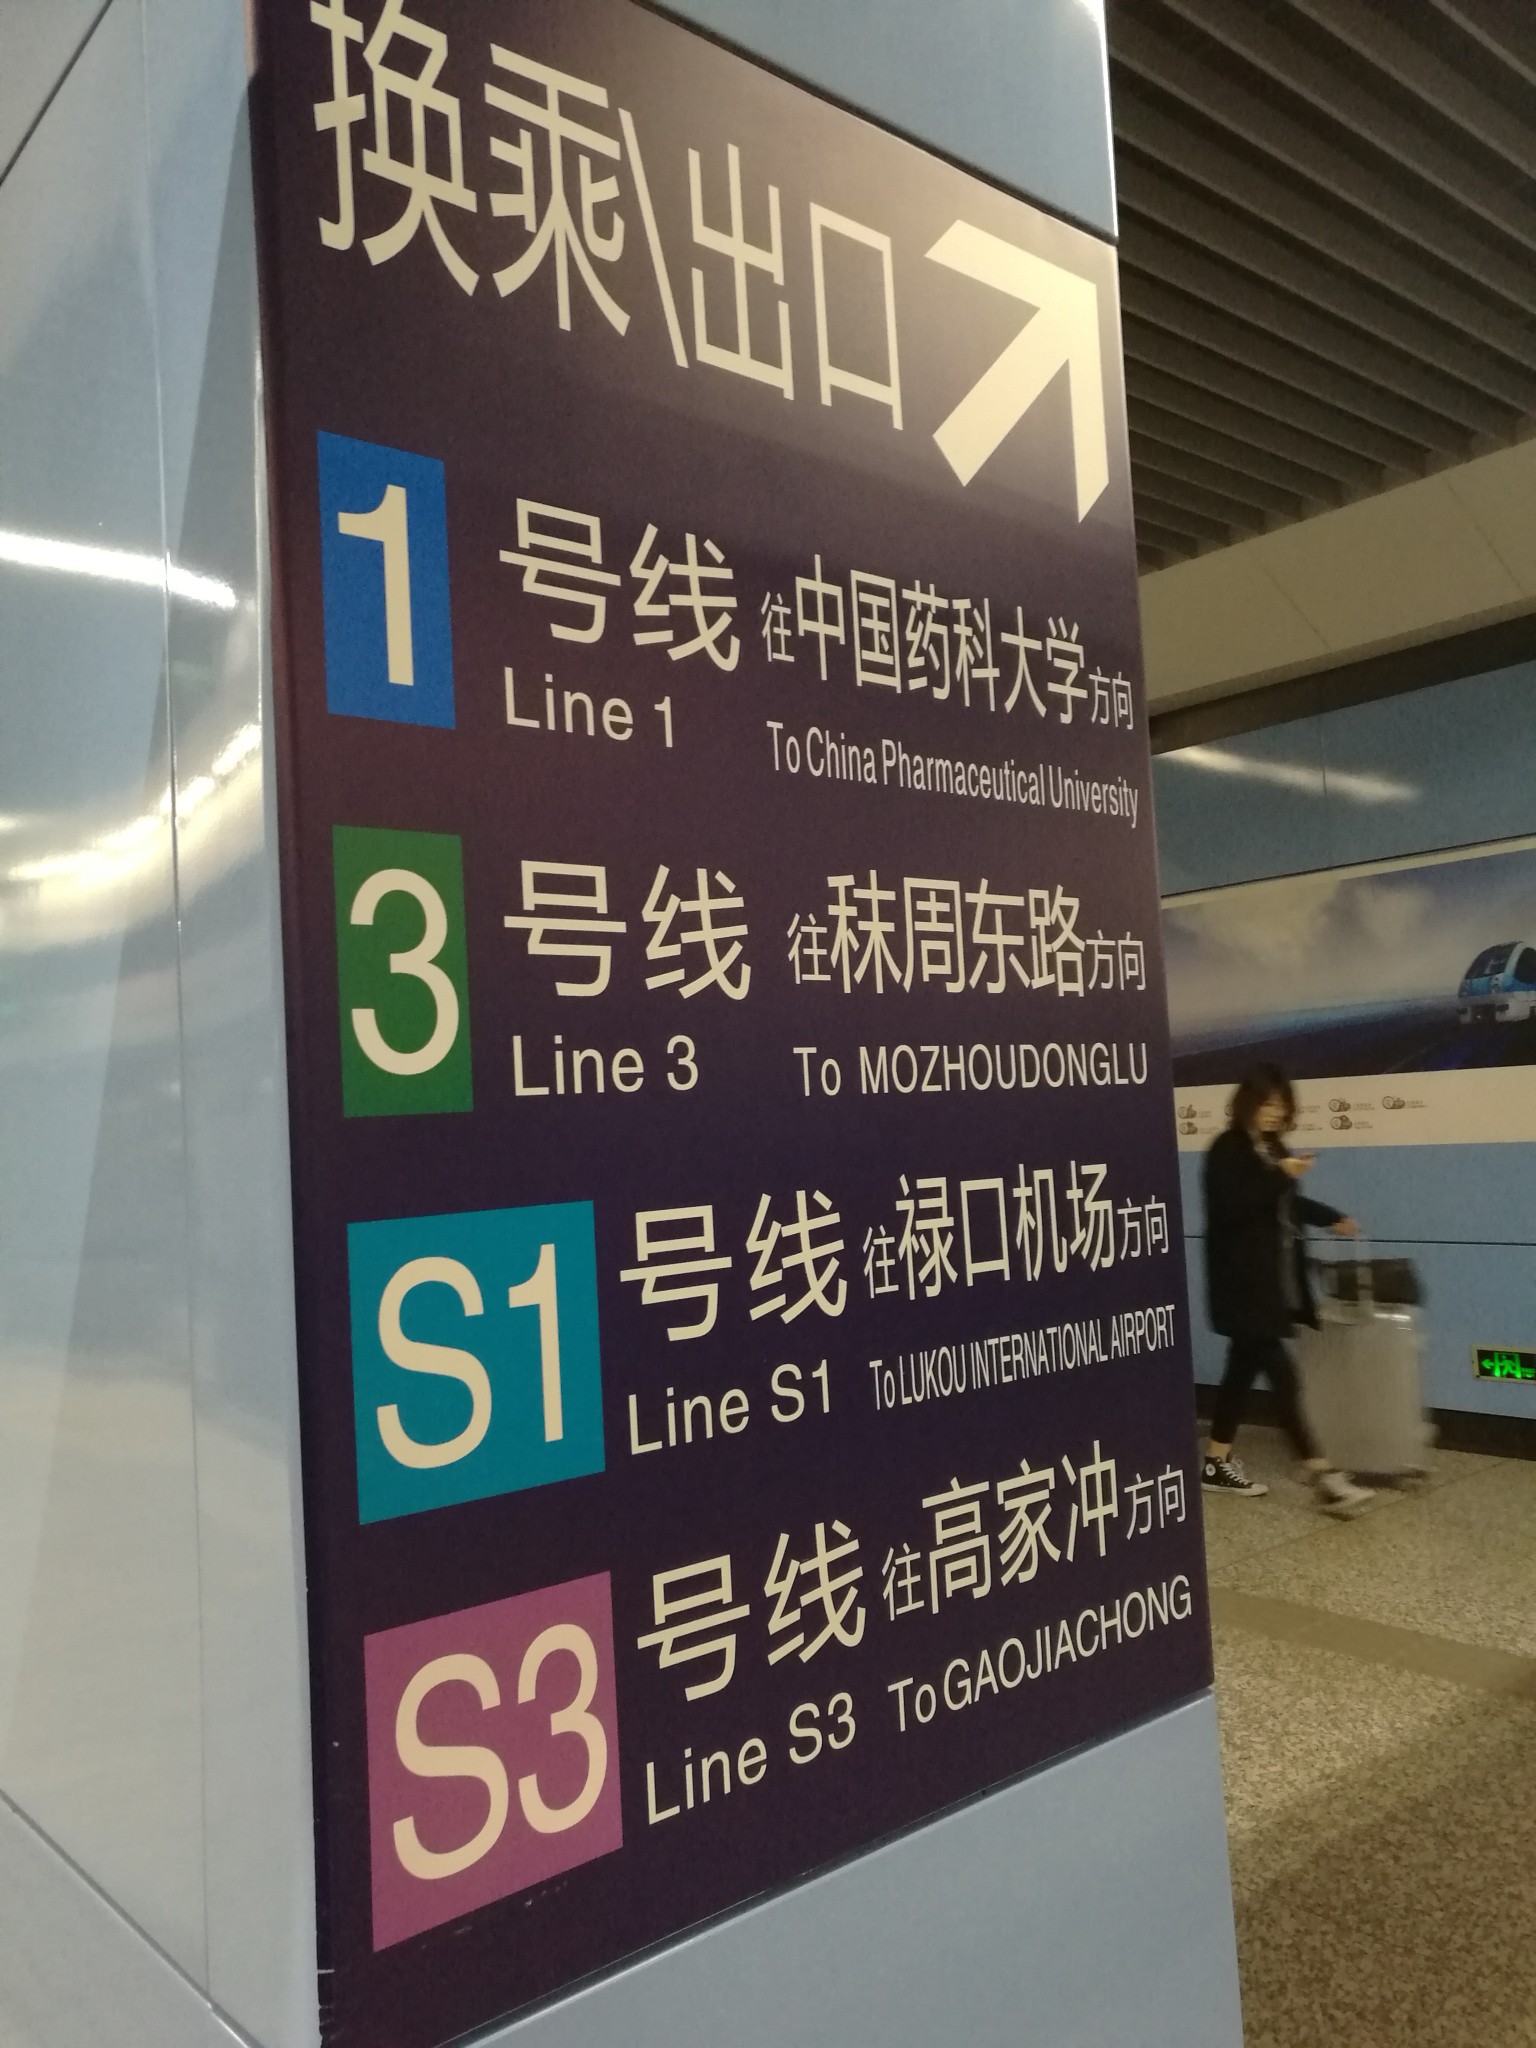 换乘\出口
1 号线 往中国药科大学方向
Line 1 To China Pharmaceutical University
3 号线 往秣周东路方向
Line 3 To MOZHOUDONGLU
S1 号线 往禄口机场方向
Line S1 To LUKOU INTERNATIONAL AIRPORT
S3 号线 往高家冲方向
Line S3 To GAOJIACHONG